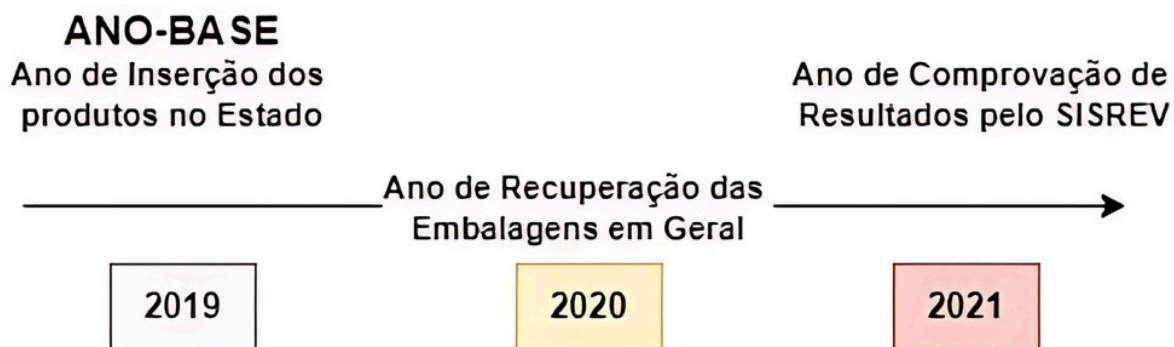 ANO-BASE
Ano de Inserção dos
produtos no Estado
Ano de Comprovação de
Resultados pelo SISREV
Ano de Recuperação das
Embalagens em Geral
2019
2020
2021